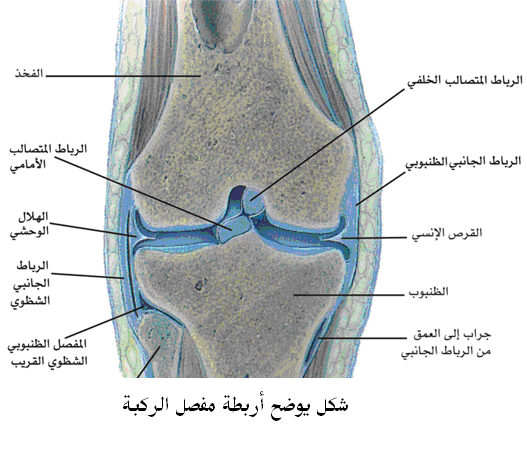 الفخذ
الرباط المتصالب الخلفي
الرباط المتصالب
الأمامي
الرباط الجانبي الظنبوبي
الهلال
الوحشي
القرص الإنسي
الرباط
الجانبي
الشظوي
الظنبوب
المفصل الظنبوبي
الشظوي القريب
جراب إلى العمق
من الرباط الجانبي
شكل يوضح أربطة مفصل الركبة